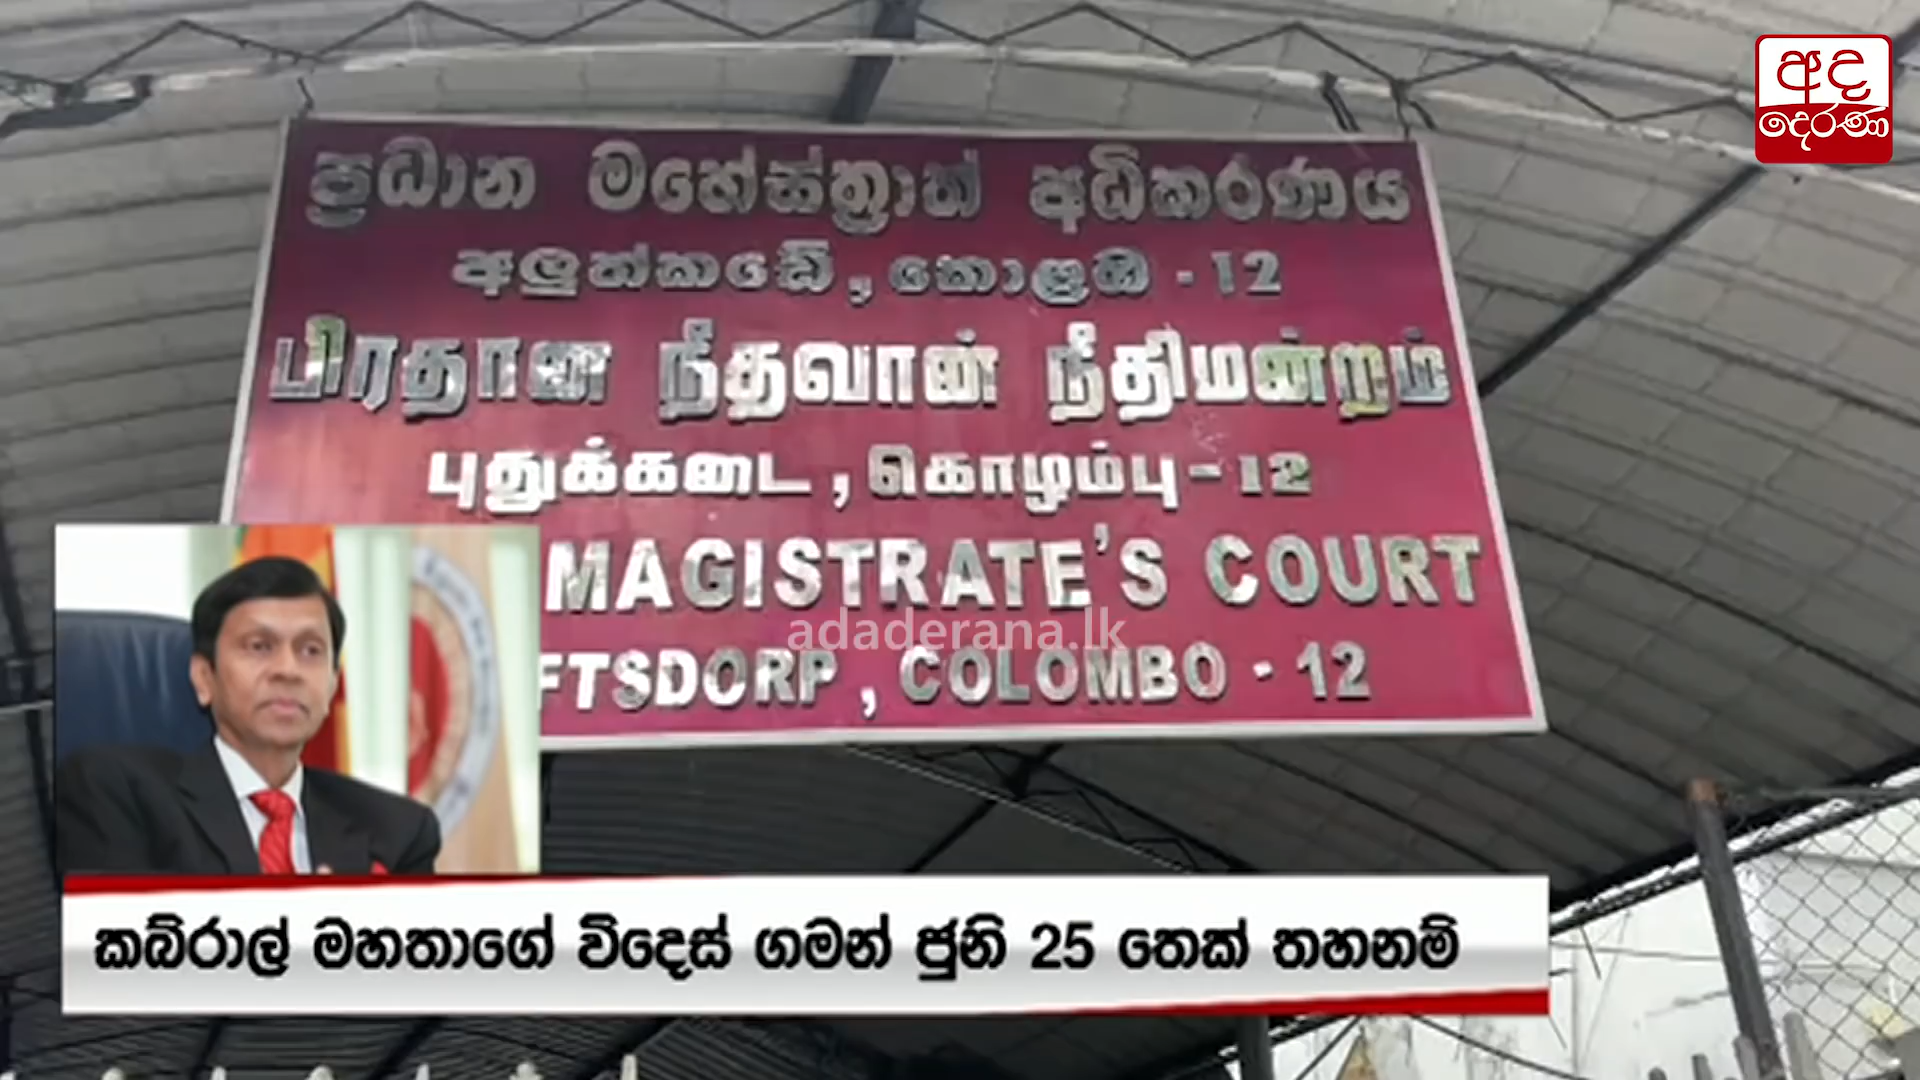 අද
දෙරණ
ප්‍රධාන මහේස්ත්‍රාත් අධිකරණය
අලුත්කඩේ, කොළඹ - 12
பிரதான நீதவான் நீதிமன்றம்
புதுக்கடை, கொழும்பு - 12
MAGISTRATE'S COURT
FTSDORP, COLOMBO - 12
adaderana.lk
කබ්රාල් මහතාගේ විදෙස් ගමන් ජුනි 25 තෙක් තහනම්